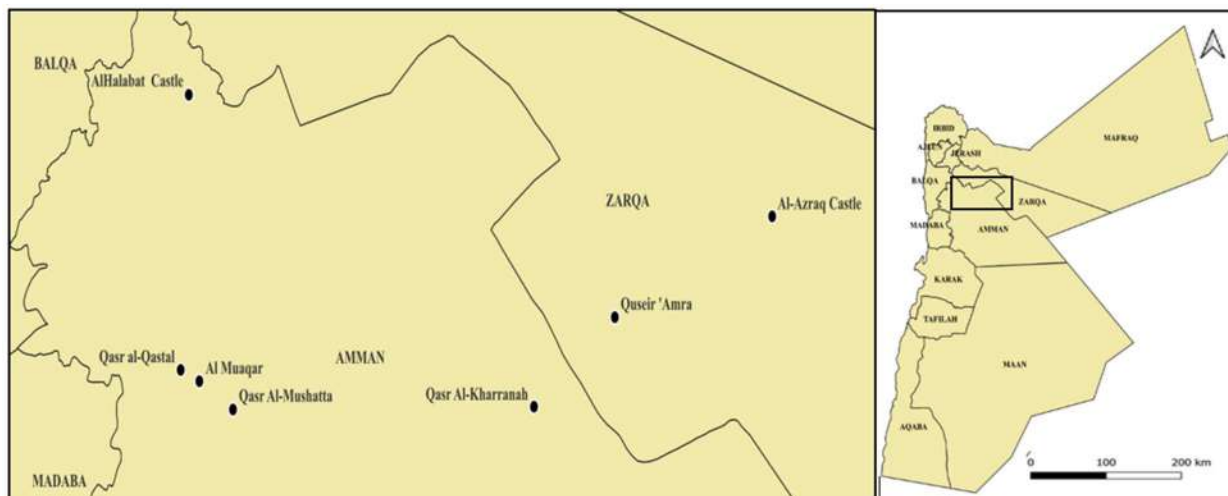 BALQA
AlHalabat Castle
ZARQA
Al-Azraq Castle
Quseir 'Amra
Qasr al-Qastal
Al Muaqar
AMMAN
Qasr Al-Mushatta
Qasr Al-Kharranah
MADABA
IRBID
MAFRAQ
AJLUN
JERASH
BALQA
ZARQA
MADABA
AMMAN
KARAK
TAFILAH
MAAN
AQABA
0 100 200 km